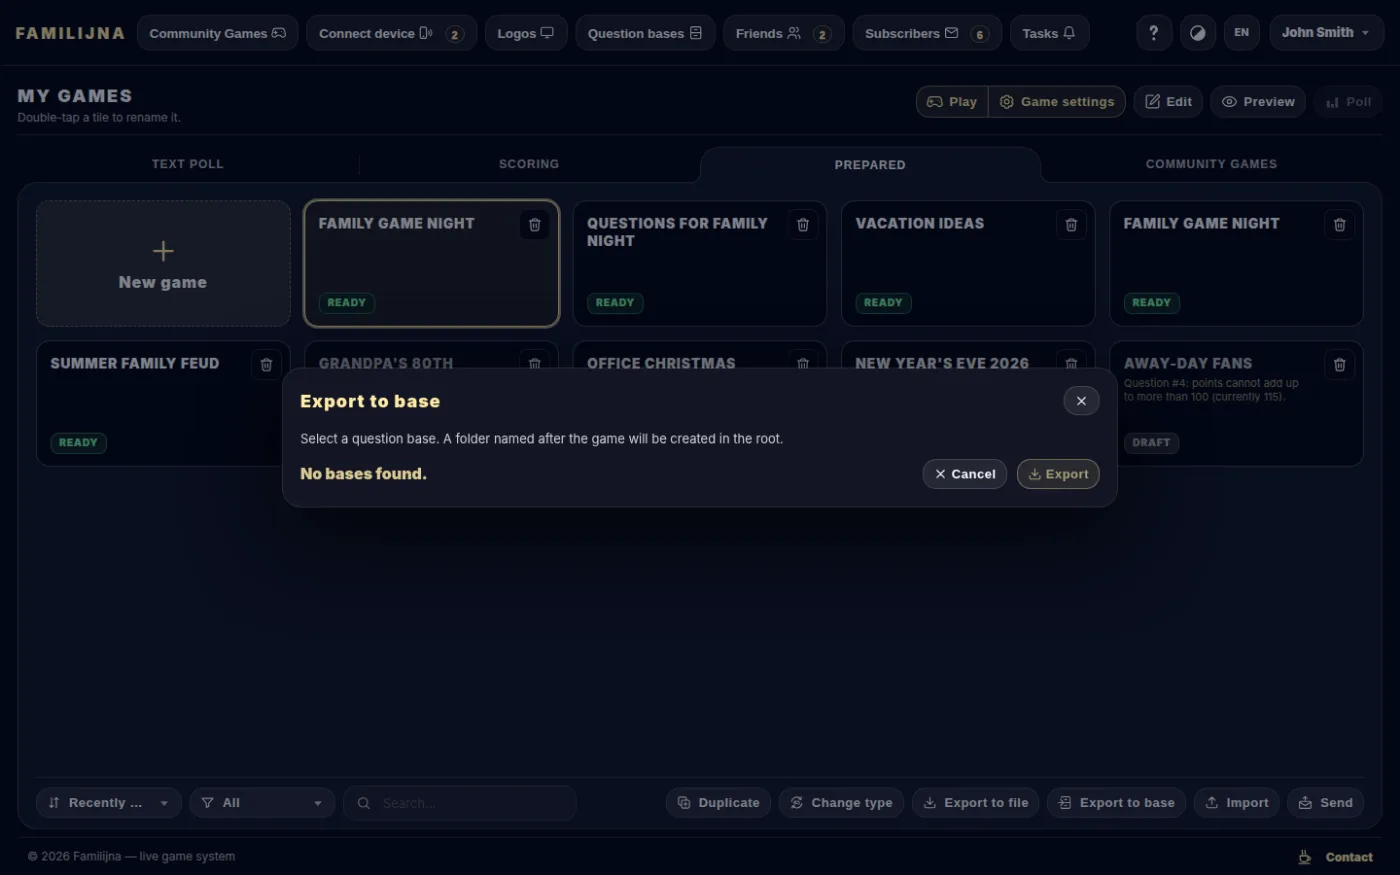 FAMILIJNA
Community Games
Connect device 2
Logos
Question bases
Friends 2
Subscribers 6
Tasks
?
EN
John Smith
MY GAMES
Double-tap a tile to rename it.
Play
Game settings
Edit
Preview
Poll
TEXT POLL
SCORING
PREPARED
COMMUNITY GAMES
New game
FAMILY GAME NIGHT
READY
QUESTIONS FOR FAMILY
NIGHT
READY
VACATION IDEAS
READY
FAMILY GAME NIGHT
READY
SUMMER FAMILY FEUD
READY
GRANDPA'S 80TH
OFFICE CHRISTMAS
NEW YEAR'S EVE 2026
AWAY-DAY FANS
Question #4: points cannot add up
to more than 100 (currently 115).
DRAFT
Export to base
Select a question base. A folder named after the game will be created in the root.
No bases found.
Cancel
Export
Recently ...
All
Search...
Duplicate
Change type
Export to file
Export to base
Import
Send
© 2026 Familijna — live game system
Contact